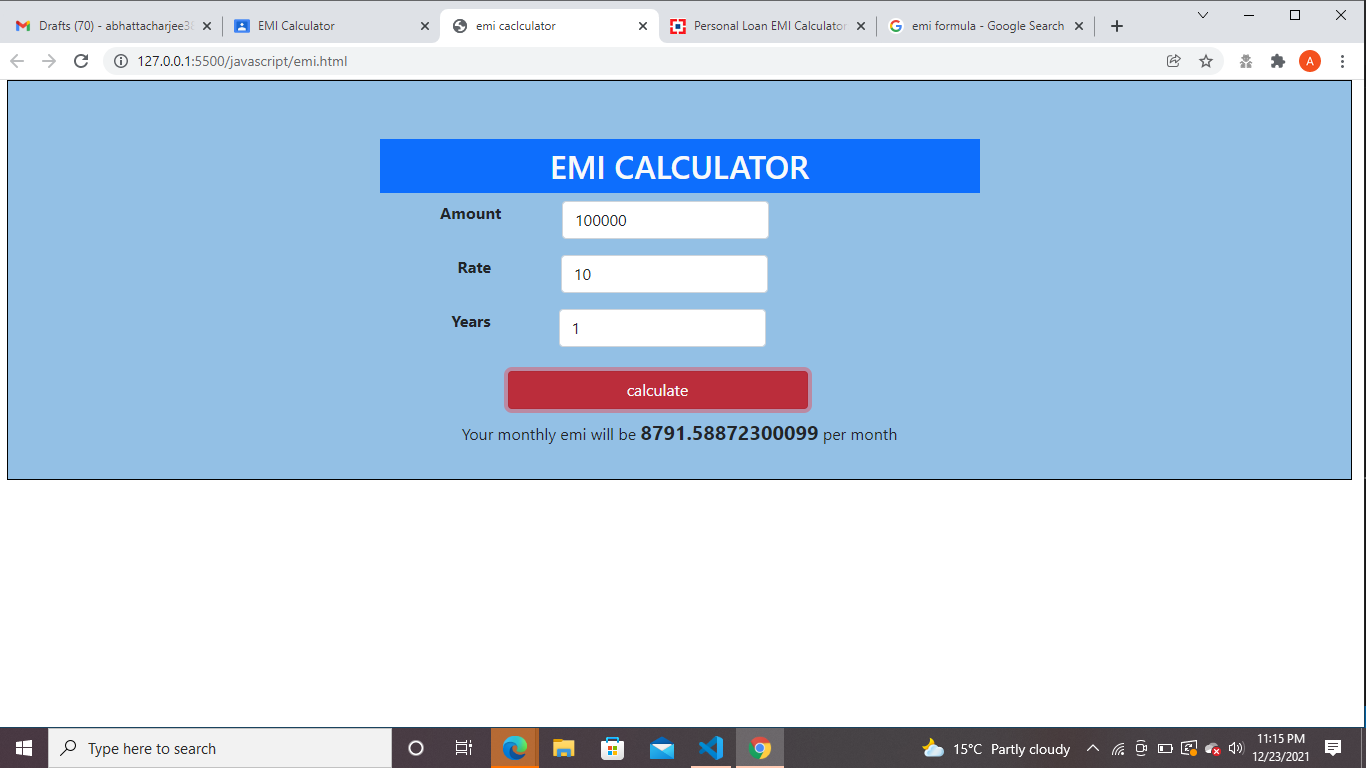 Drafts (70) - abhattacharjee38
EMI Calculator
emi caclculator
Personal Loan EMI Calculator
emi formula - Google Search
127.0.0.1:5500/javascript/emi.html
A
EMI CALCULATOR
Amount 100000
Rate 10
Years 1
calculate
Your monthly emi will be 8791.58872300099 per month
Type here to search
15°C Partly cloudy
11:15 PM
12/23/2021